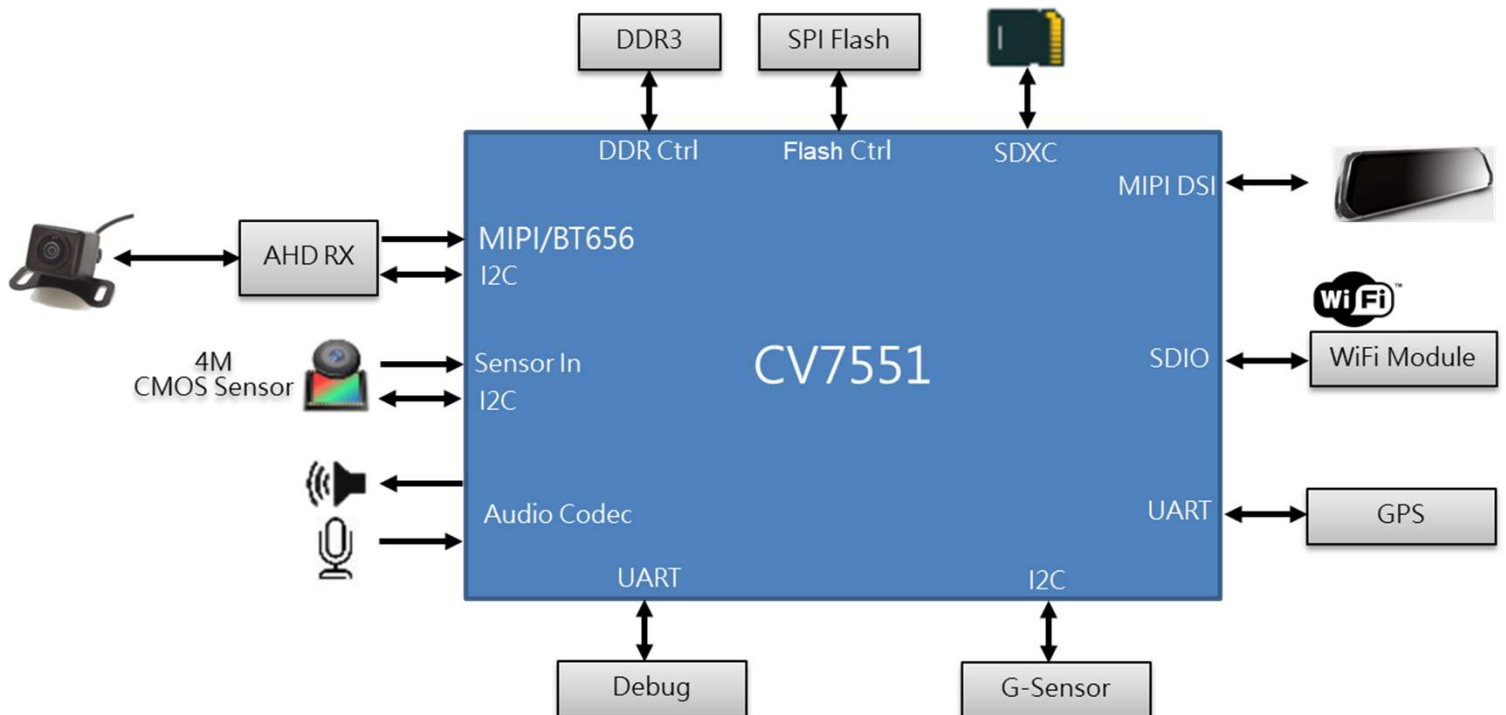 DDR3
SPI Flash
DDR Ctrl
Flash Ctrl
SDXC
MIPI DSI
AHD RX
MIPI/BT656
I2C
WiFi™
4M
CMOS Sensor
Sensor In
I2C
CV7551
SDIO
WiFi Module
Audio Codec
UART
GPS
UART
I2C
Debug
G-Sensor